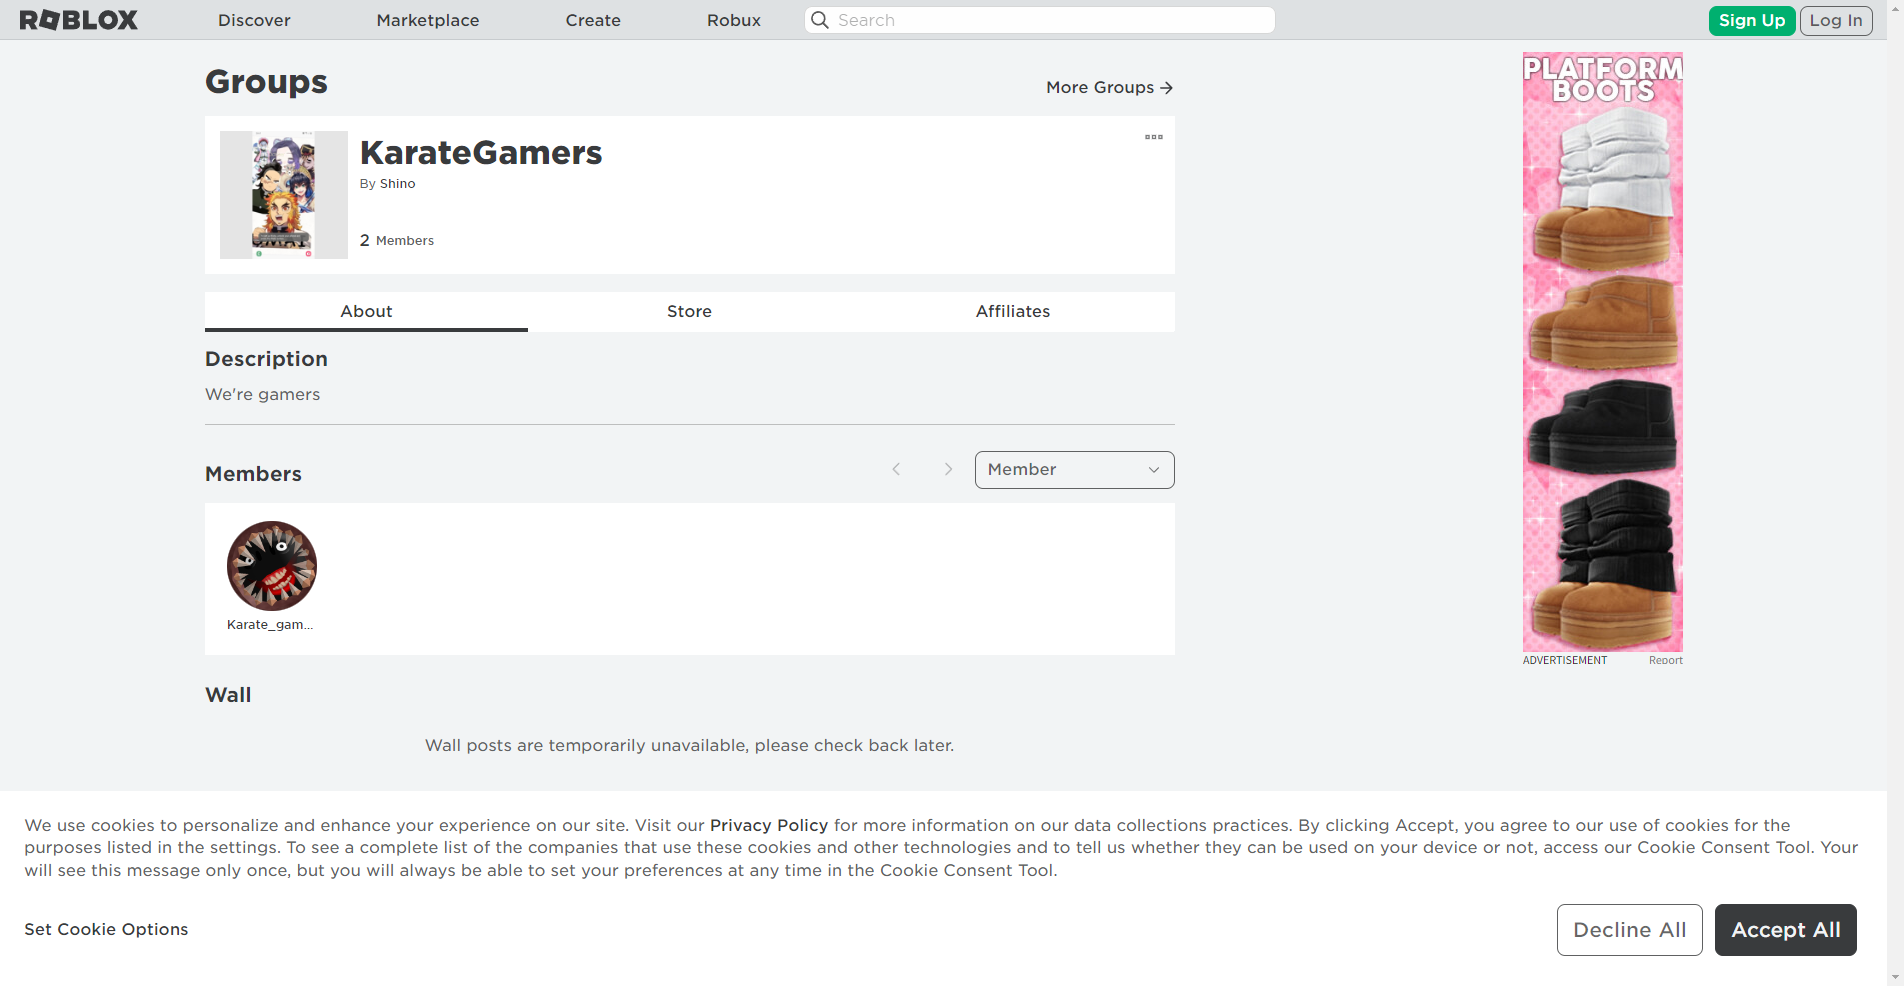 ROBLOX
Discover
Marketplace
Create
Robux
Search
Sign Up
Log In
Groups
More Groups
KarateGamers
By Shino
2 Members
About
Store
Affiliates
Description
We're gamers
Members
Member
Karate_gam...
Wall
Wall posts are temporarily unavailable, please check back later.
PLATFORM
BOOTS
ADVERTISEMENT
Report
We use cookies to personalize and enhance your experience on our site. Visit our Privacy Policy for more information on our data collections practices. By clicking Accept, you agree to our use of cookies for the
purposes listed in the settings. To see a complete list of the companies that use these cookies and other technologies and to tell us whether they can be used on your device or not, access our Cookie Consent Tool. Your
will see this message only once, but you will always be able to set your preferences at any time in the Cookie Consent Tool.
Set Cookie Options
Decline All
Accept All